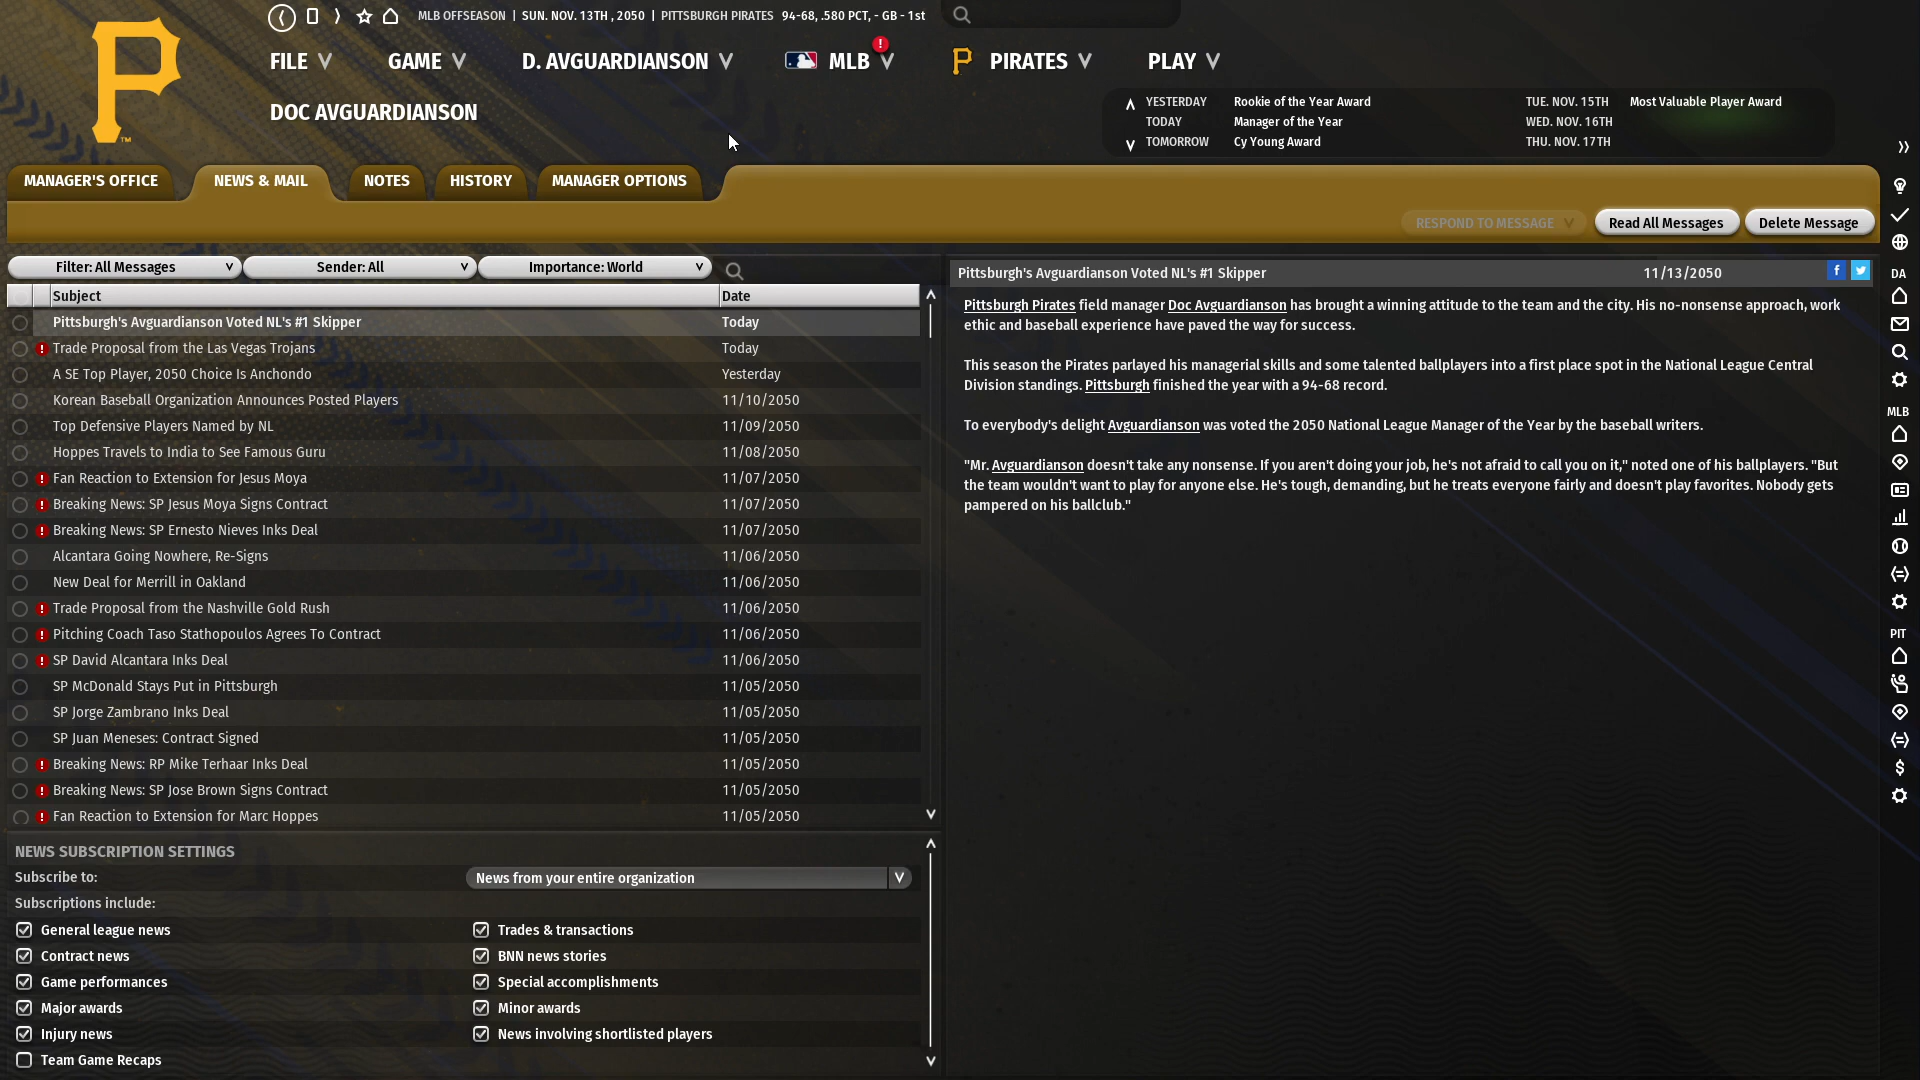 MLB OFFSEASON | SUN. NOV. 13TH , 2050 | PITTSBURGH PIRATES 94-68, .580 PCT, - GB - 1st
FILE
GAME
D. AVGUARDIANSON
MLB
!
PIRATES
PLAY
P
™
DOC AVGUARDIANSON
YESTERDAY Rookie of the Year Award TUE. NOV. 15TH Most Valuable Player Award
TODAY Manager of the Year WED. NOV. 16TH
TOMORROW Cy Young Award THU. NOV. 17TH
MANAGER'S OFFICE
NEWS & MAIL
NOTES
HISTORY
MANAGER OPTIONS
RESPOND TO MESSAGE
Read All Messages
Delete Message
Filter: All Messages
Sender: All
Importance: World
Subject Date
Pittsburgh's Avguardianson Voted NL's #1 Skipper Today
! Trade Proposal from the Las Vegas Trojans Today
A SE Top Player, 2050 Choice Is Anchondo Yesterday
Korean Baseball Organization Announces Posted Players 11/10/2050
Top Defensive Players Named by NL 11/09/2050
Hoppes Travels to India to See Famous Guru 11/08/2050
! Fan Reaction to Extension for Jesus Moya 11/07/2050
! Breaking News: SP Jesus Moya Signs Contract 11/07/2050
! Breaking News: SP Ernesto Nieves Inks Deal 11/07/2050
Alcantara Going Nowhere, Re-Signs 11/06/2050
New Deal for Merrill in Oakland 11/06/2050
! Trade Proposal from the Nashville Gold Rush 11/06/2050
! Pitching Coach Taso Stathopoulos Agrees To Contract 11/06/2050
! SP David Alcantara Inks Deal 11/06/2050
SP McDonald Stays Put in Pittsburgh 11/05/2050
SP Jorge Zambrano Inks Deal 11/05/2050
SP Juan Meneses: Contract Signed 11/05/2050
! Breaking News: RP Mike Terhaar Inks Deal 11/05/2050
! Breaking News: SP Jose Brown Signs Contract 11/05/2050
! Fan Reaction to Extension for Marc Hoppes 11/05/2050
NEWS SUBSCRIPTION SETTINGS
Subscribe to: News from your entire organization
Subscriptions include:
General league news Trades & transactions
Contract news BNN news stories
Game performances Special accomplishments
Major awards Minor awards
Injury news News involving shortlisted players
Team Game Recaps
Pittsburgh's Avguardianson Voted NL's #1 Skipper 11/13/2050
Pittsburgh Pirates field manager Doc Avguardianson has brought a winning attitude to the team and the city. His no-nonsense approach, work
ethic and baseball experience have paved the way for success.
This season the Pirates parlayed his managerial skills and some talented ballplayers into a first place spot in the National League Central
Division standings. Pittsburgh finished the year with a 94-68 record.
To everybody's delight Avguardianson was voted the 2050 National League Manager of the Year by the baseball writers.
"Mr. Avguardianson doesn't take any nonsense. If you aren't doing your job, he's not afraid to call you on it," noted one of his ballplayers. "But
the team wouldn't want to play for anyone else. He's tough, demanding, but he treats everyone fairly and doesn't play favorites. Nobody gets
pampered on his ballclub."
DA
MLB
PIT
$